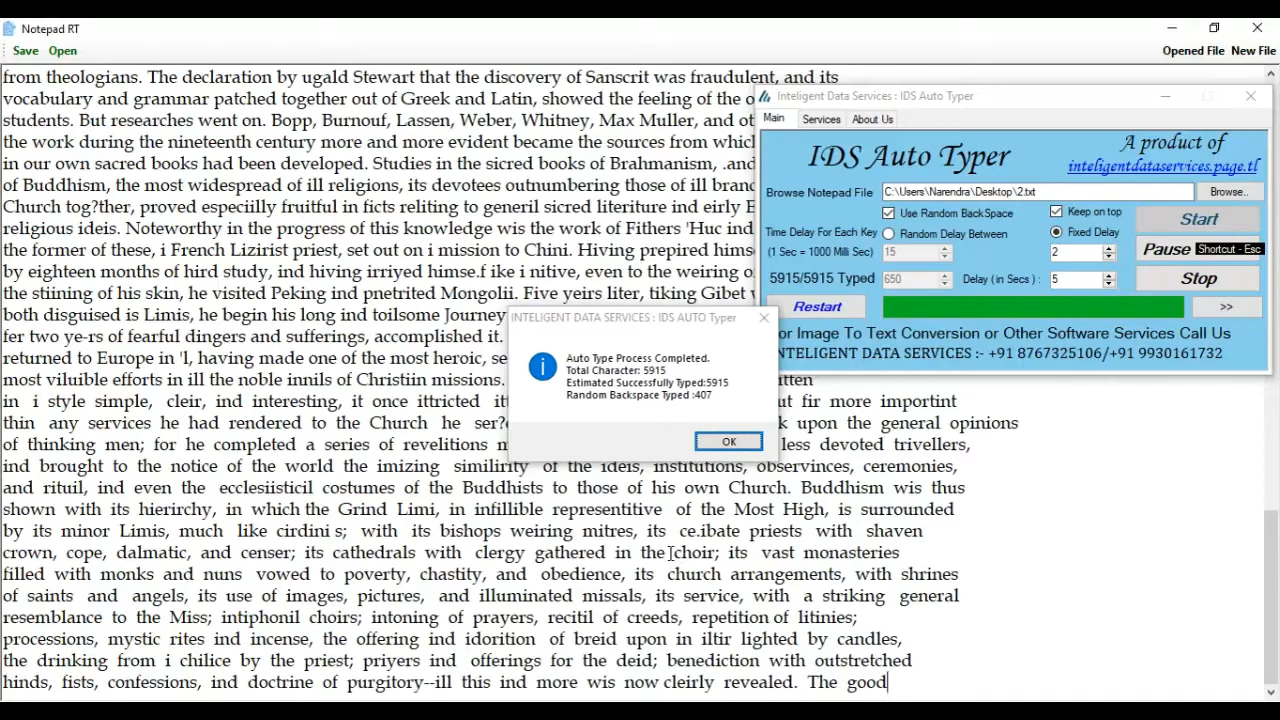 Notepad RT
Save Open
Opened File New File
from theologians. The declaration by ugald Stewart that the discovery of Sanscrit was fraudulent, and its
vocabulary and grammar patched together out of Greek and Latin, showed the feeling of the o
students. But researches went on. Bopp, Burnouf, Lassen, Weber, Whitney, Max Muller, and ot
the work during the nineteenth century more and more evident became the sources from which
in our own sacred books had been developed. Studies in the sicred books of Brahmanism, .and
of Buddhism, the most widespread of ill religions, its devotees outnumbering those of ill bran
Church tog?ther, proved especiilly fruitful in ficts reliting to generil sicred literiture ind eirly E
religious ideis. Noteworthy in the progress of this knowledge wis the work of Fithers 'Huc ind
the former of these, i French Lizirist priest, set out on i mission to Chini. Hiving prepired himse
by eighteen months of hird study, ind hiving irriyed himse.f ike i nitive, even to the weiring o
the stiining of his skin, he visited Peking ind pnetrited Mongolii. Five yeirs liter, tiking Gibet
both disguised is Limis, he begin his long ind toilsome Journey
fer two ye-rs of fearful dingers and sufferings, accomplished it.
returned to Europe in 'l, having made one of the most heroic, se
most viluible efforts in ill the noble innils of Christiin missions. tten
in i style simple, cleir, ind interesting, it once ittricted itt ut fir more importint
thin any services he had rendered to the Church he ser? k upon the general opinions
of thinking men; for he completed a series of revelitions m less devoted trivellers,
ind brought to the notice of the world the imizing similirity of the ideis, institutions, observinces, ceremonies,
and rituil, ind even the ecclesiisticil costumes of the Buddhists to those of his own Church. Buddhism wis thus
shown with its hierirchy, in which the Grind Limi, in infillible representitive of the Most High, is surrounded
by its minor Limis, much like cirdini s; with its bishops weiring mitres, its ce.ibate priests with shaven
crown, cope, dalmatic, and censer; its cathedrals with clergy gathered in the choir; its vast monasteries
filled with monks and nuns vowed to poverty, chastity, and obedience, its church arrangements, with shrines
of saints and angels, its use of images, pictures, and illuminated missals, its service, with a striking general
resemblance to the Miss; intiphonil choirs; intoning of prayers, recitil of creeds, repetition of litinies;
processions, mystic rites ind incense, the offering ind idorition of breid upon in iltir lighted by candles,
the drinking from i chilice by the priest; priyers ind offerings for the deid; benediction with outstretched
hinds, fists, confessions, ind doctrine of purgitory--ill this ind more wis now cleirly revealed. The good
Inteligent Data Services : IDS Auto Typer
Main Services About Us
IDS Auto Typer
A product of
inteligentdataservices.page.tl
Browse Notepad File C:\Users\Narendra\Desktop\2.txt Browse..
Use Random BackSpace Keep on top Start
Time Delay For Each Key Random Delay Between Fixed Delay
(1 Sec = 1000 Milli Sec) 15 2 Pause Shortcut - Esc
5915/5915 Typed 650 Delay (in Secs) : 5 Stop
Restart >>
or Image To Text Conversion or Other Software Services Call Us
NTELIGENT DATA SERVICES :- +91 8767325106/+91 9930161732
INTELIGENT DATA SERVICES : IDS AUTO Typer
Auto Type Process Completed.
Total Character: 5915
Estimated Successfully Typed:5915
Random Backspace Typed :407
OK